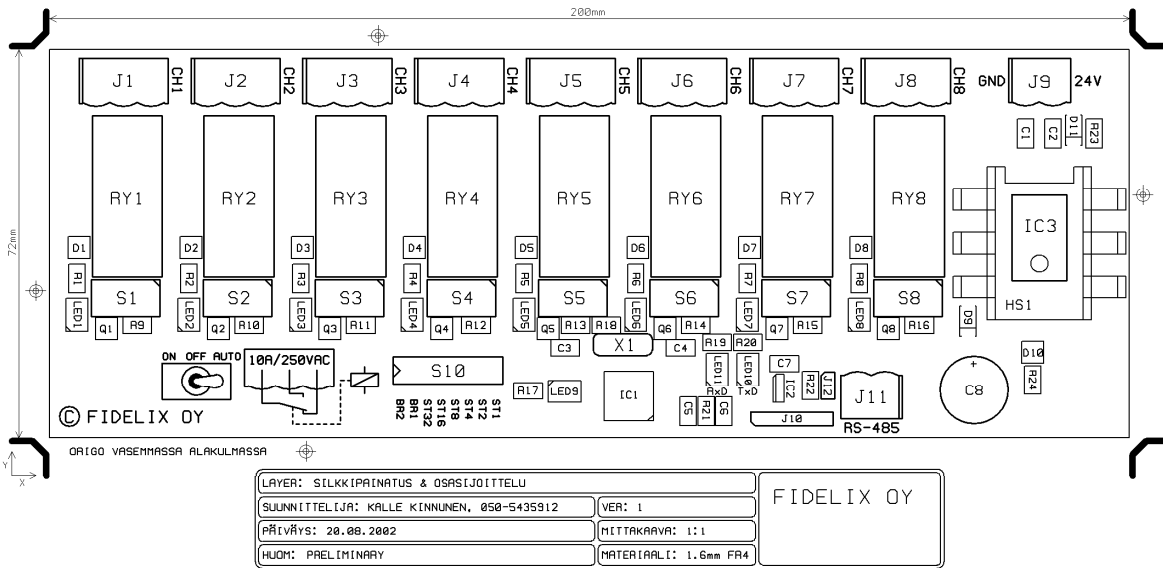 200mm
72mm
J1 CH1 J2 CH2 J3 CH3 J4 CH4 J5 CH5 J6 CH6 J7 CH7 J8 CH8 GND J9 24V
C1 C2 D11 R23
RY1 RY2 RY3 RY4 RY5 RY6 RY7 RY8 IC3
D1 D2 D3 D4 D5 D6 D7 D8
R1 R2 R3 R4 R5 R6 R7 R8
S1 S2 S3 S4 S5 S6 S7 S8 HS1
LED1 LED2 LED3 LED4 LED5 LED6 LED7 LED8 D9
Q1 R9 Q2 R10 Q3 R11 Q4 R12 Q5 R13 R18 Q6 R14 Q7 R15 Q8 R16
C3 X1 C4 R19 R20 D10
ON OFF AUTO 10A/250VAC S10 LED11 LED10 C7 R24
R17 LED9 IC1 RxD TxD IC2 R22 J12 J11 + C8
BR2 BR1 ST32 ST16 ST8 ST4 ST2 ST1
C5 R21 C6 J10 RS-485
© FIDELIX OY
ORIGO VASEMMASSA ALAKULMASSA
Y
X
LAYER: SILKKIPAINATUS & OSASIJOITTELU
SUUNNITTELIJA: KALLE KINNUNEN, 050-5435912 VER: 1
PÄIVÄYS: 20.08.2002 MITTAKAAVA: 1:1
HUOM: PRELIMINARY MATERIAALI: 1.6mm FR4
FIDELIX OY